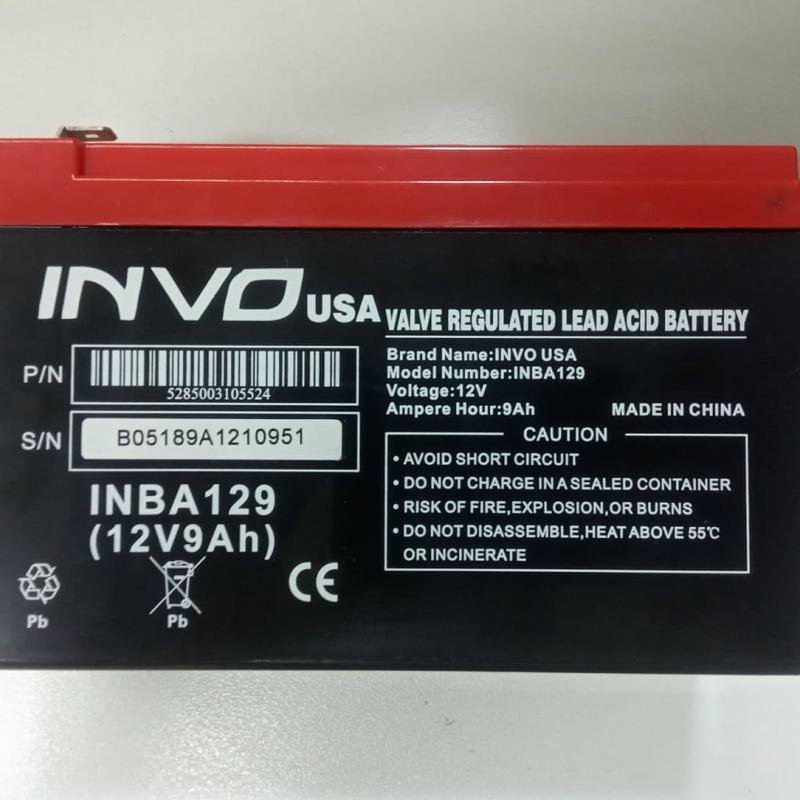 INVO USA
VALVE REGULATED LEAD ACID BATTERY
P/N
5285003105524
S/N
B05189A1210951
INBA129
(12V9Ah)
Pb
Pb
CE
Brand Name:INVO USA
Model Number:INBA129
Voltage:12V
Ampere Hour:9Ah
MADE IN CHINA
CAUTION
• AVOID SHORT CIRCUIT
• DO NOT CHARGE IN A SEALED CONTAINER
• RISK OF FIRE,EXPLOSION,OR BURNS
• DO NOT DISASSEMBLE,HEAT ABOVE 55℃
OR INCINERATE